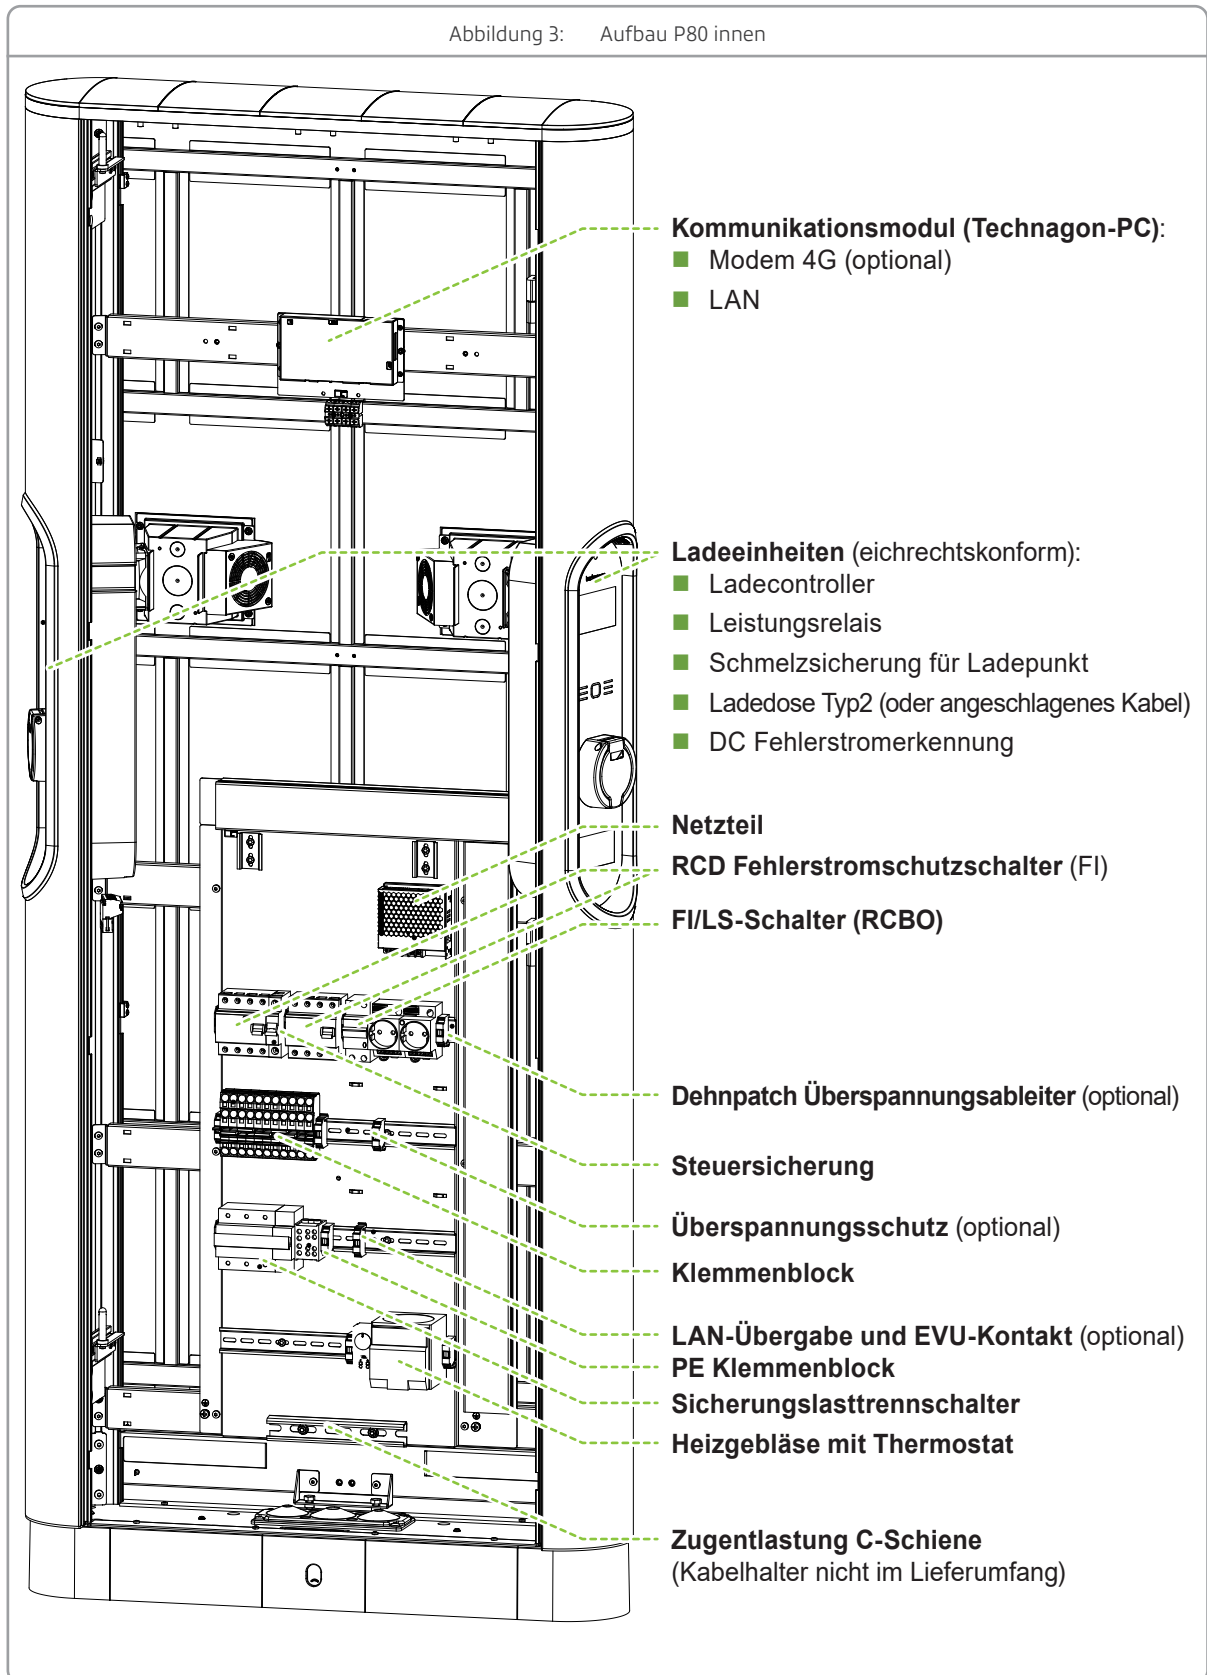 Abbildung 3: Aufbau P80 innen
Kommunikationsmodul (Technagon-PC):
Modem 4G (optional)
LAN
Ladeeinheiten (eichrechtskonform):
Ladecontroller
Leistungsrelais
Schmelzsicherung für Ladepunkt
Ladedose Typ2 (oder angeschlagenes Kabel)
DC Fehlerstromerkennung
Netzteil
RCD Fehlerstromschutzschalter (FI)
FI/LS-Schalter (RCBO)
Dehnpatch Überspannungsableiter (optional)
Steuersicherung
Überspannungsschutz (optional)
Klemmenblock
LAN-Übergabe und EVU-Kontakt (optional)
PE Klemmenblock
Sicherungslasttrennschalter
Heizgebläse mit Thermostat
Zugentlastung C-Schiene
(Kabelhalter nicht im Lieferumfang)